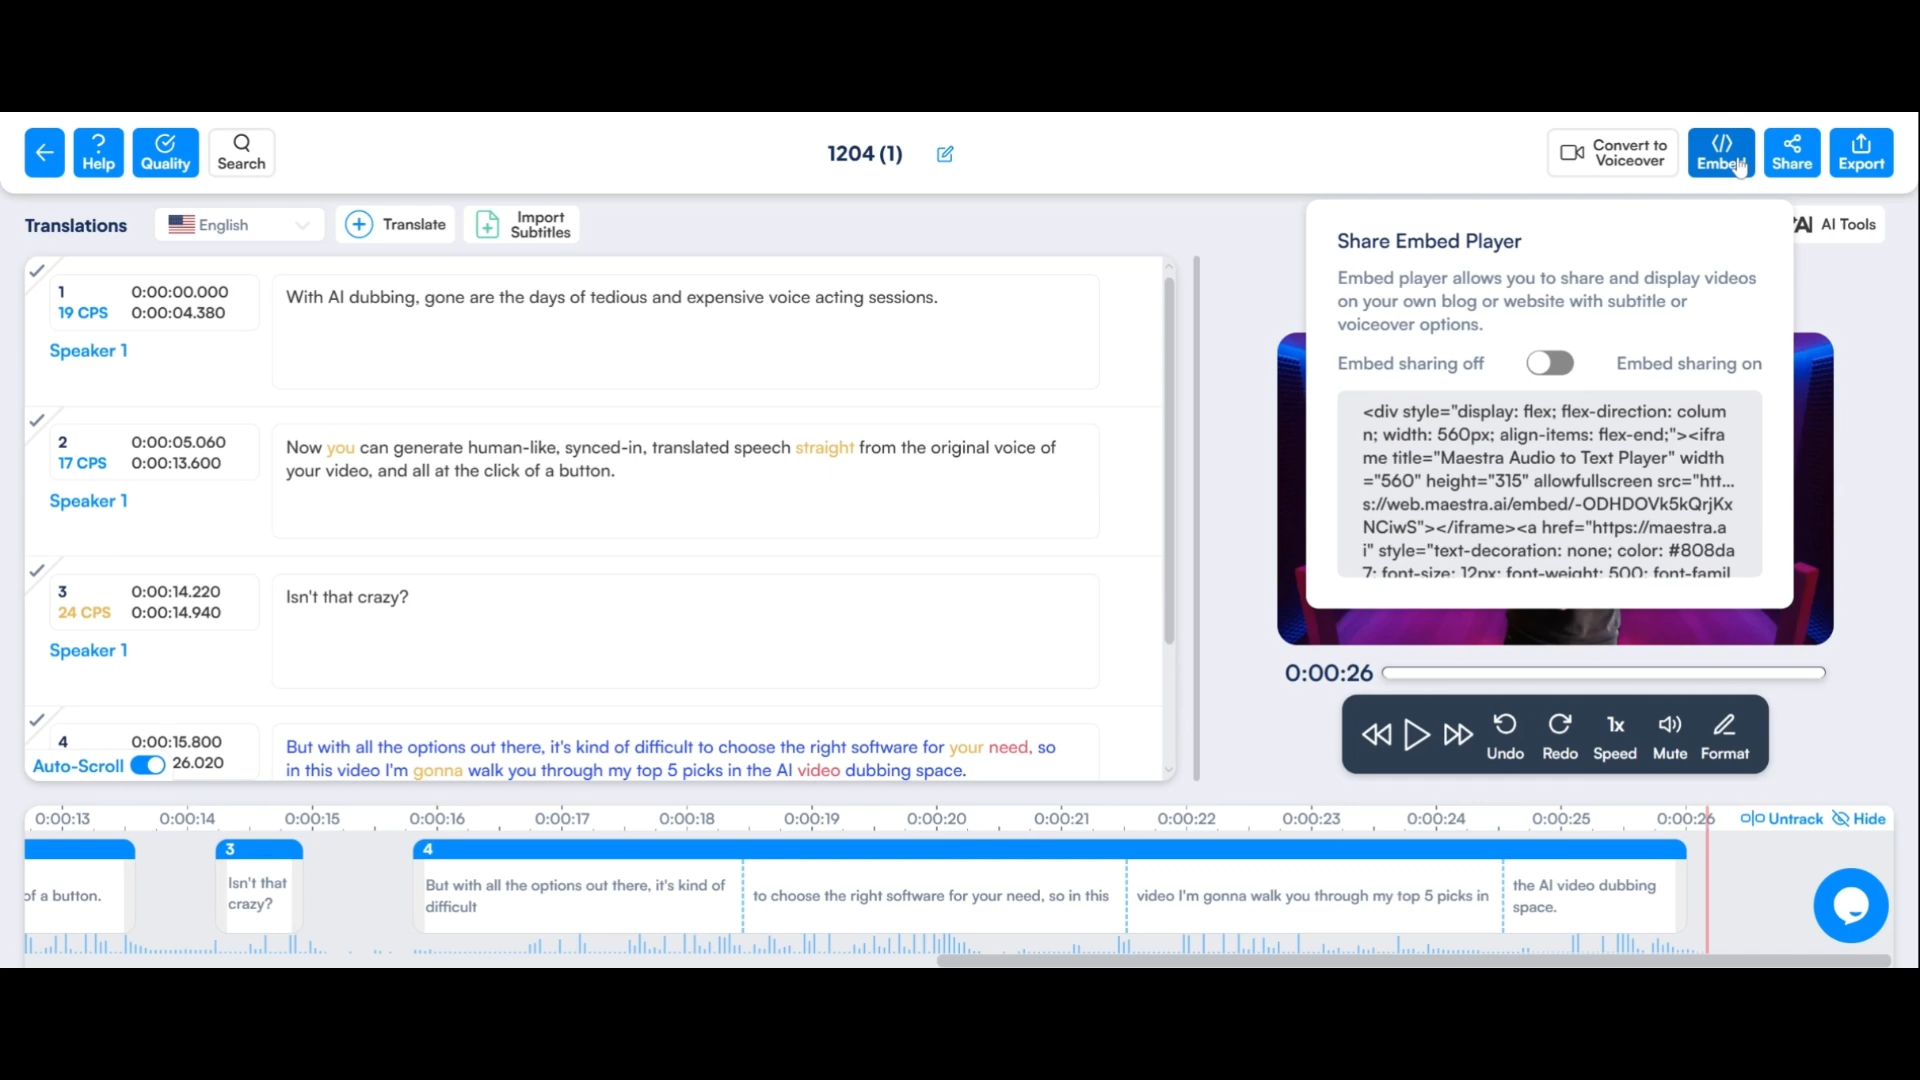 Help
Quality
Search
1204 (1)
Convert to
Voiceover
Embed
Share
Export
Translations
English
Translate
Import
Subtitles
AI Tools
Share Embed Player
Embed player allows you to share and display videos
on your own blog or website with subtitle or
voiceover options.
Embed sharing off
Embed sharing on
<div style="display: flex; flex-direction: colum
n; width: 560px; align-items: flex-end;"><ifra
me title="Maestra Audio to Text Player" width
="560" height="315" allowfullscreen src="htt...
s://web.maestra.ai/embed/-ODHDOVk5kQrjKx
NCiwS"></iframe><a href="https://maestra.a
i" style="text-decoration: none; color: #808da
7; font-size: 12px; font-weight: 500; font-famil
1
0:00:00.000
19 CPS
0:00:04.380
Speaker 1
With AI dubbing, gone are the days of tedious and expensive voice acting sessions.
2
0:00:05.060
17 CPS
0:00:13.600
Speaker 1
Now you can generate human-like, synced-in, translated speech straight from the original voice of
your video, and all at the click of a button.
3
0:00:14.220
24 CPS
0:00:14.940
Speaker 1
Isn't that crazy?
4
0:00:15.800
Auto-Scroll
26.020
But with all the options out there, it's kind of difficult to choose the right software for your need, so
in this video I'm gonna walk you through my top 5 picks in the AI video dubbing space.
0:00:26
Undo
Redo
1x
Speed
Mute
Format
0:00:13
0:00:14
0:00:15
0:00:16
0:00:17
0:00:18
0:00:19
0:00:20
0:00:21
0:00:22
0:00:23
0:00:24
0:00:25
0:00:26
Untrack
Hide
of a button.
3
Isn't that
crazy?
4
But with all the options out there, it's kind of
difficult
to choose the right software for your need, so in this
video I'm gonna walk you through my top 5 picks in
the AI video dubbing
space.